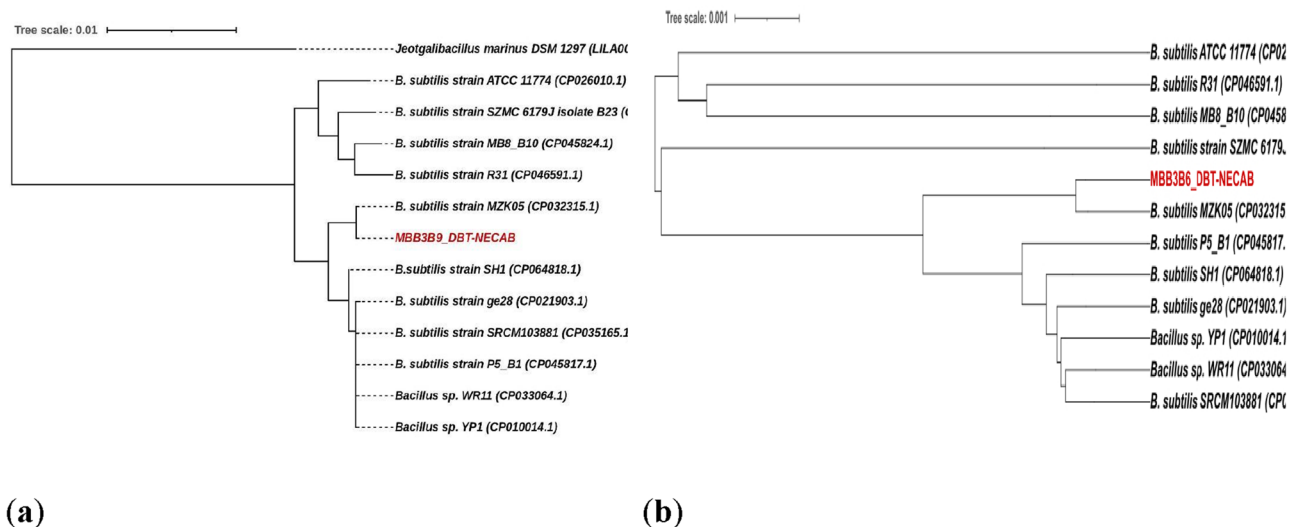 Tree scale: 0.01
Jeotgalibacillus marinus DSM 1297 (LILA00
B. subtilis strain ATCC 11774 (CP026010.1)
B. subtilis strain SZMC 6179J isolate B23 (
B. subtilis strain MB8_B10 (CP045824.1)
B. subtilis strain R31 (CP046591.1)
B. subtilis strain MZK05 (CP032315.1)
MBB3B9_DBT-NECAB
B.subtilis strain SH1 (CP064818.1)
B. subtilis strain ge28 (CP021903.1)
B. subtilis strain SRCM103881 (CP035165.1
B. subtilis strain P5_B1 (CP045817.1)
Bacillus sp. WR11 (CP033064.1)
Bacillus sp. YP1 (CP010014.1)
(a)
Tree scale: 0.001
B. subtilis ATCC 11774 (CP02
B. subtilis R31 (CP046591.1)
B. subtilis MB8_B10 (CP0458
B. subtilis strain SZMC 6179J
MBB3B6_DBT-NECAB
B. subtilis MZK05 (CP032315
B. subtilis P5_B1 (CP045817.
B. subtilis SH1 (CP064818.1)
B. subtilis ge28 (CP021903.1)
Bacillus sp. YP1 (CP010014.1
Bacillus sp. WR11 (CP033064
B. subtilis SRCM103881 (CP0
(b)